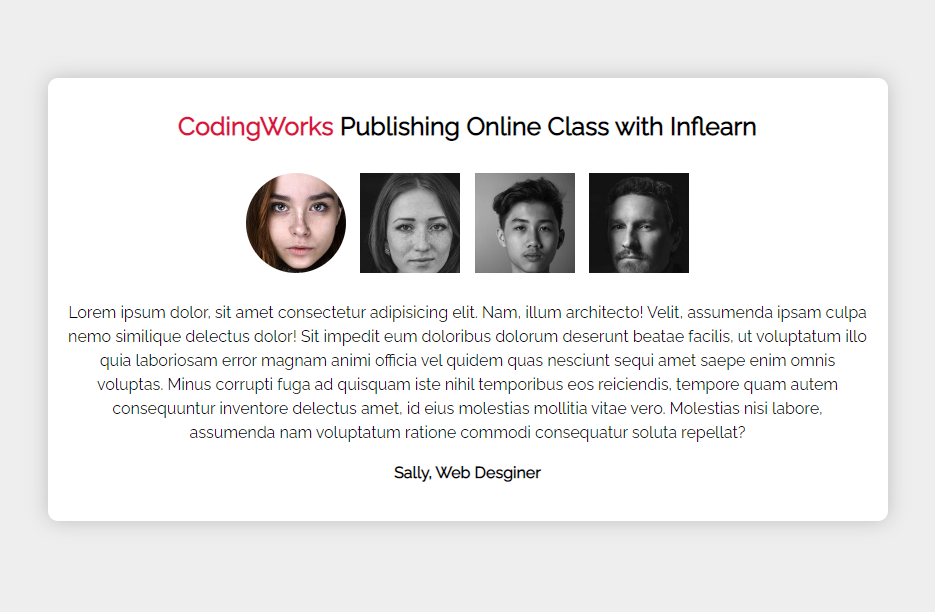 CodingWorks Publishing Online Class with Inflearn
Lorem ipsum dolor, sit amet consectetur adipisicing elit. Nam, illum architecto! Velit, assumenda ipsam culpa
nemo similique delectus dolor! Sit impedit eum doloribus dolorum deserunt beatae facilis, ut voluptatum illo
quia laboriosam error magnam animi officia vel quidem quas nesciunt sequi amet saepe enim omnis
voluptas. Minus corrupti fuga ad quisquam iste nihil temporibus eos reiciendis, tempore quam autem
consequuntur inventore delectus amet, id eius molestias mollitia vitae vero. Molestias nisi labore,
assumenda nam voluptatum ratione commodi consequatur soluta repellat?
Sally, Web Desginer